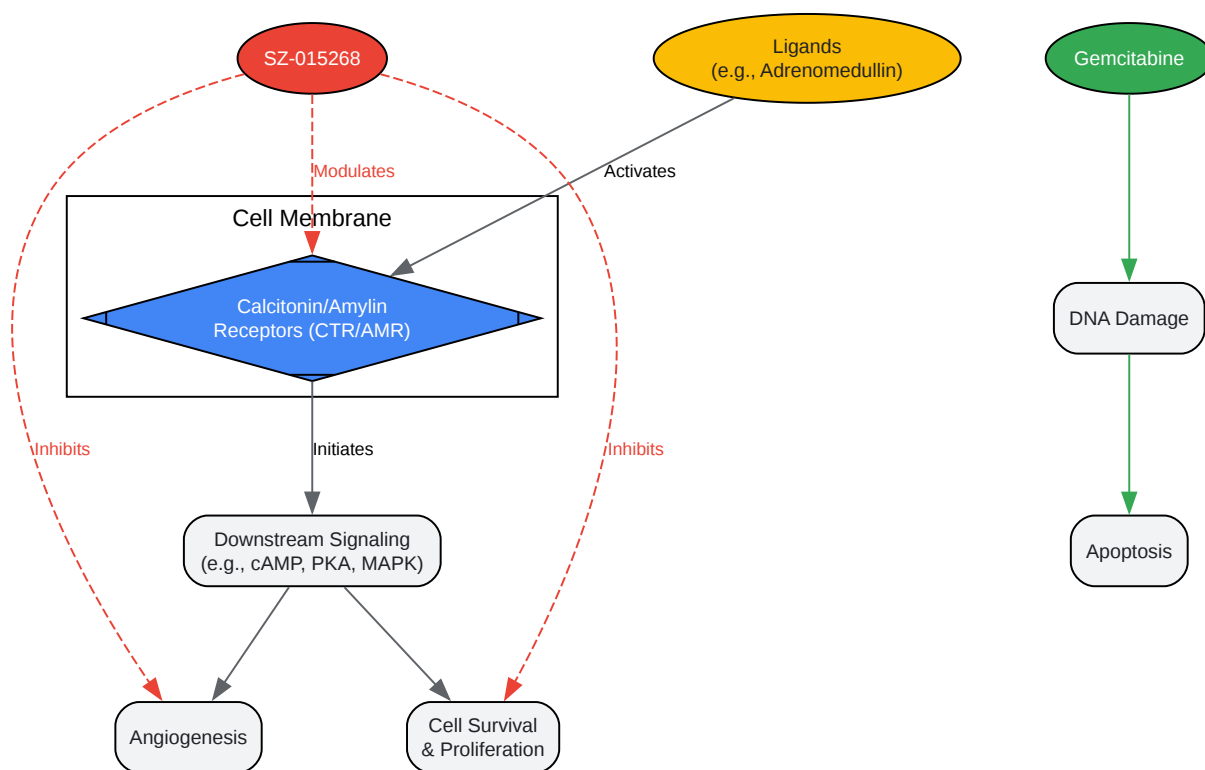 SZ-015268
Ligands
(e.g., Adrenomedullin)
Gemcitabine
Modulates
Activates
Cell Membrane
Calcitonin/Amylin
Receptors (CTR/AMR)
DNA Damage
Inhibits
Initiates
Inhibits
Downstream Signaling
(e.g., cAMP, PKA, MAPK)
Apoptosis
Angiogenesis
Cell Survival
& Proliferation